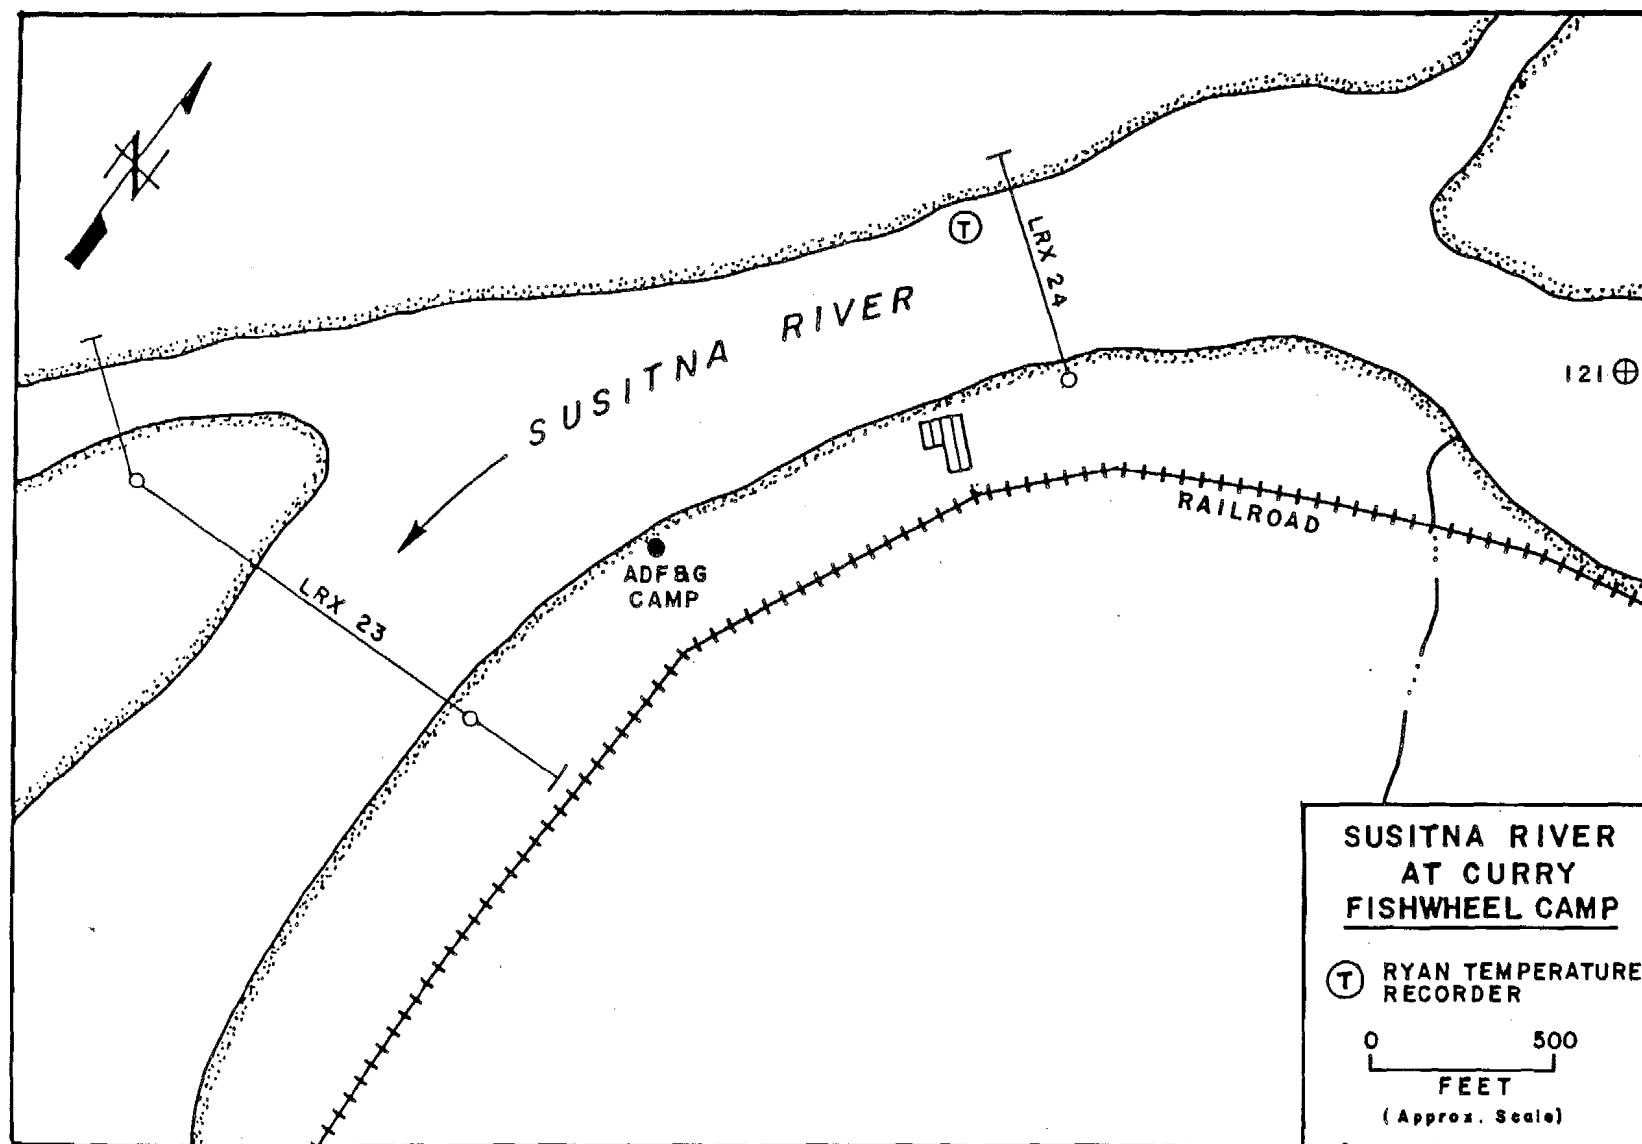 N
LRX 24
T
SUSITNA RIVER
121
RAILROAD
ADF&G
CAMP
LRX 23
SUSITNA RIVER
AT CURRY
FISHWHEEL CAMP
T RYAN TEMPERATURE
RECORDER
0 500
FEET
(Approx. Scale)